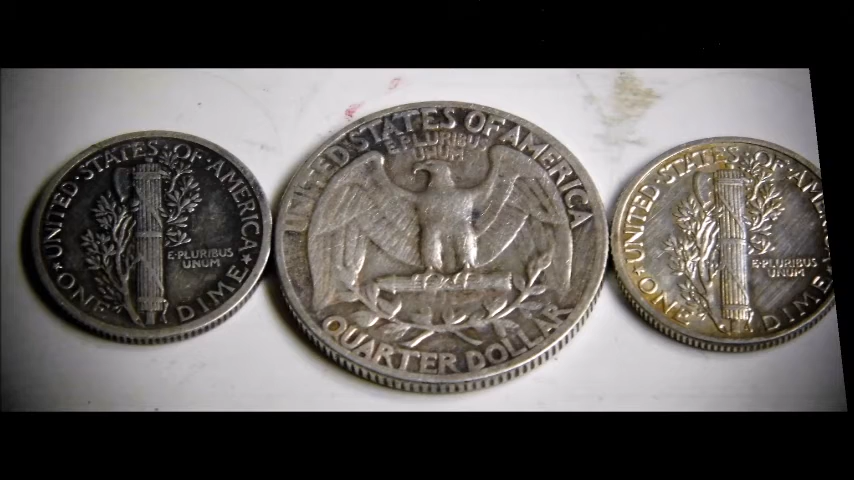 UNITED·STATES·OF·AMERICA
E·PLURIBUS
UNUM
ONE DIME
UNITED STATES OF AMERICA
E·PLURIBUS
UNUM
QUARTER DOLLAR
UNITED·STATES·OF·AMER
E·PLURIBUS
UNUM
ONE DIME